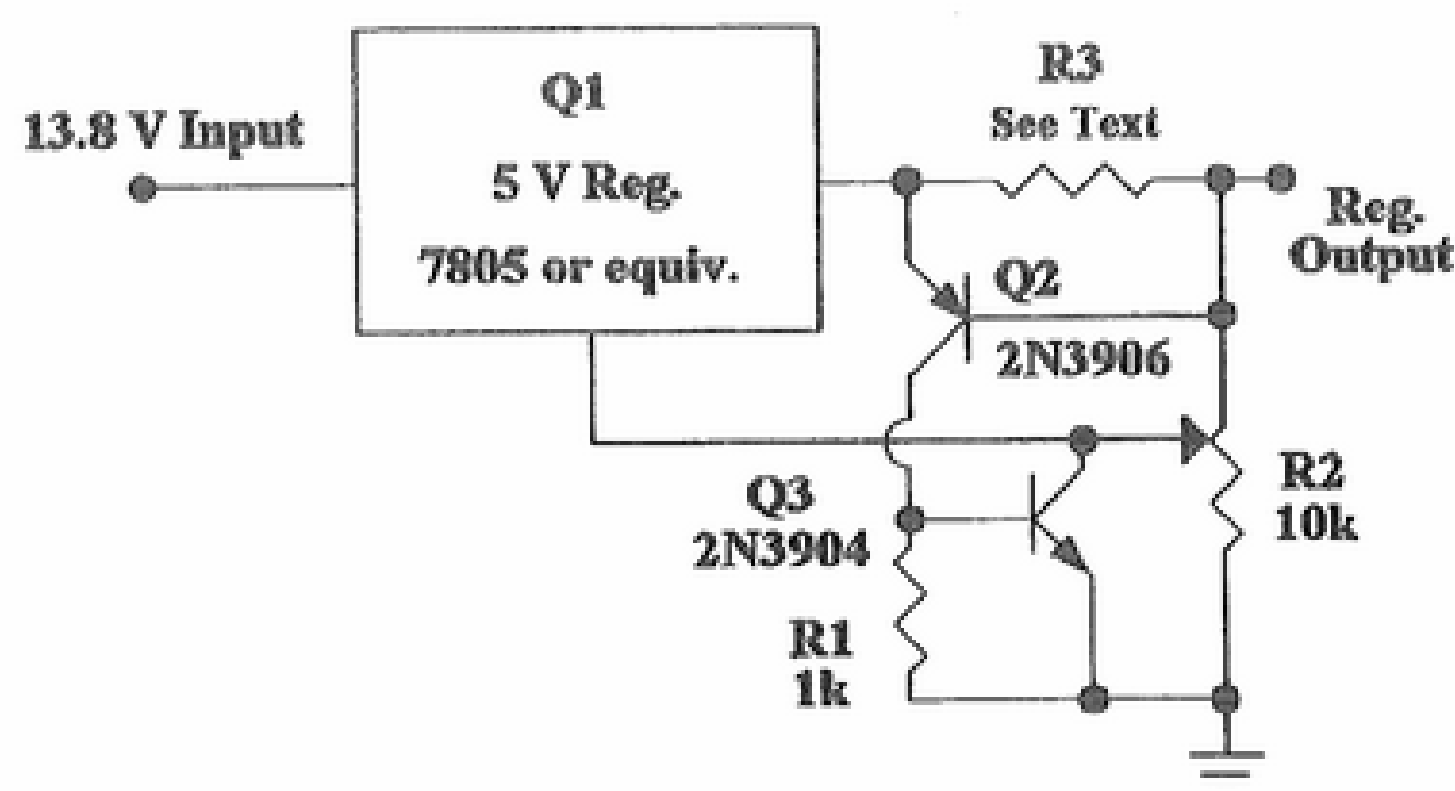 13.8 V Input
Q1
5 V Reg.
7805 or equiv.
R3
See Text
Reg.
Output
Q2
2N3906
Q3
2N3904
R2
10k
R1
1k